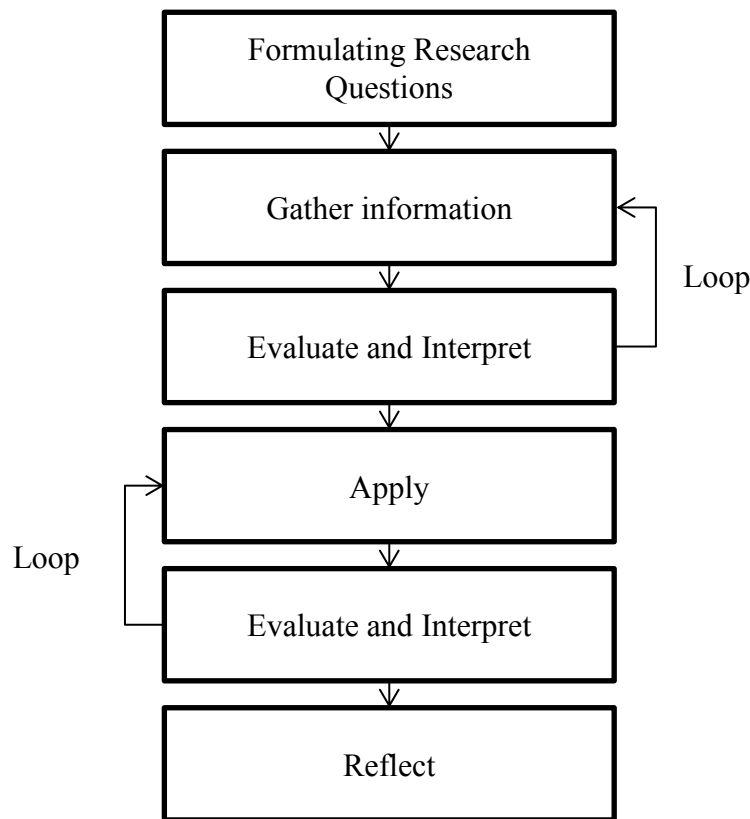 Formulating Research
Questions
Gather information
Loop
Evaluate and Interpret
Apply
Loop
Evaluate and Interpret
Reflect